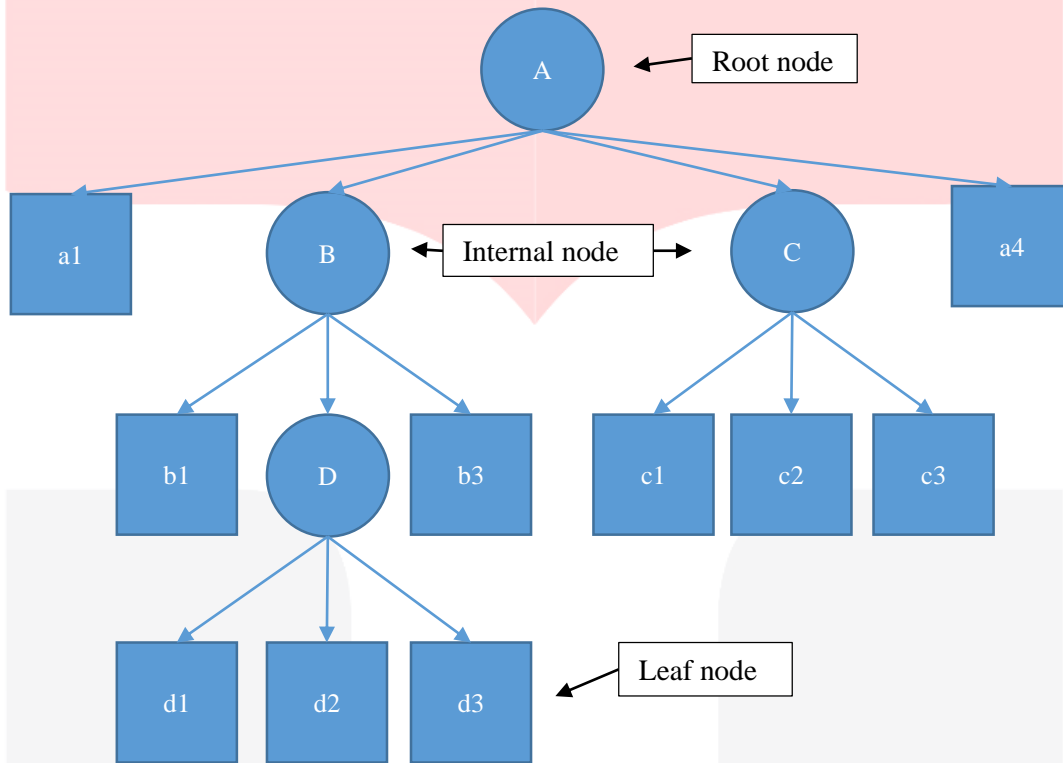 A
Root node
a1
B
Internal node
C
a4
b1
D
b3
c1
c2
c3
d1
d2
d3
Leaf node